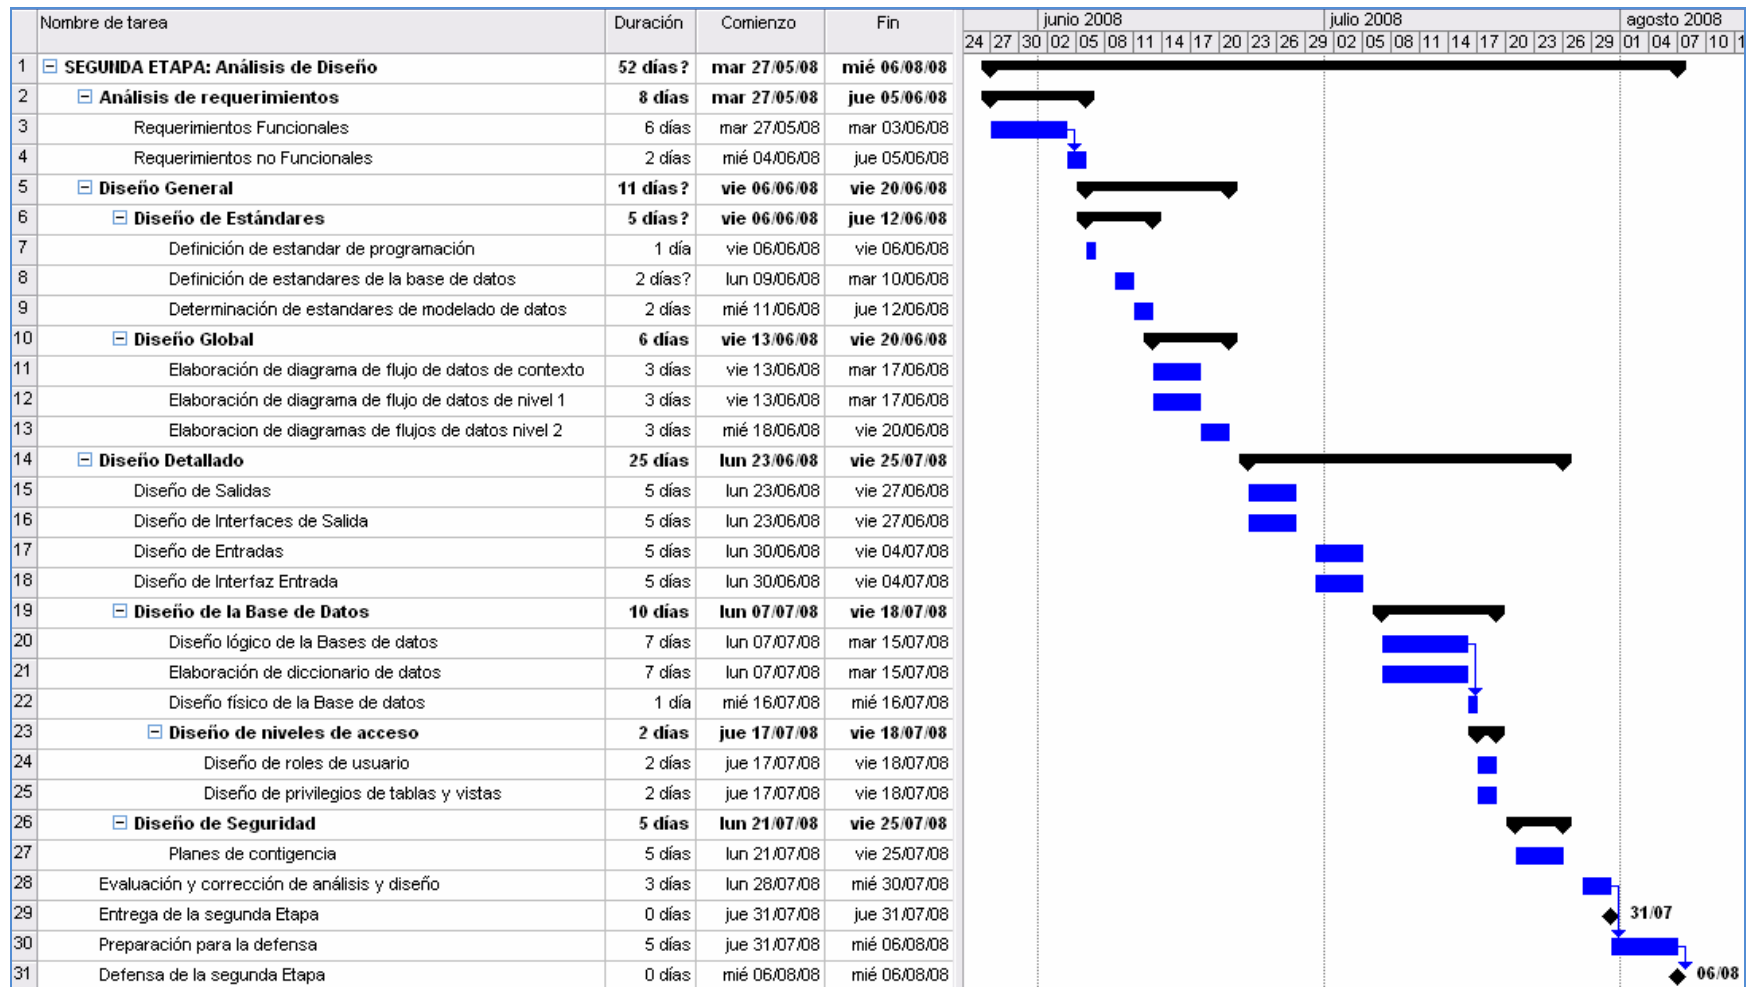 Nombre de tarea Duración Comienzo Fin junio 2008 julio 2008 agosto 2008
24 27 30 02 05 08 11 14 17 20 23 26 29 02 05 08 11 14 17 20 23 26 29 01 04 07 10 1
1 SEGUNDA ETAPA: Análisis de Diseño 52 días? mar 27/05/08 mié 06/08/08
2 Análisis de requerimientos 8 días mar 27/05/08 jue 05/06/08
3 Requerimientos Funcionales 6 días mar 27/05/08 mar 03/06/08
4 Requerimientos no Funcionales 2 días mié 04/06/08 jue 05/06/08
5 Diseño General 11 días? vie 06/06/08 vie 20/06/08
6 Diseño de Estándares 5 días? vie 06/06/08 jue 12/06/08
7 Definición de estandar de programación 1 día vie 06/06/08 vie 06/06/08
8 Definición de estandares de la base de datos 2 días? lun 09/06/08 mar 10/06/08
9 Determinación de estandares de modelado de datos 2 días mié 11/06/08 jue 12/06/08
10 Diseño Global 6 días vie 13/06/08 vie 20/06/08
11 Elaboración de diagrama de flujo de datos de contexto 3 días vie 13/06/08 mar 17/06/08
12 Elaboración de diagrama de flujo de datos de nivel 1 3 días vie 13/06/08 mar 17/06/08
13 Elaboracion de diagramas de flujos de datos nivel 2 3 días mié 18/06/08 vie 20/06/08
14 Diseño Detallado 25 días lun 23/06/08 vie 25/07/08
15 Diseño de Salidas 5 días lun 23/06/08 vie 27/06/08
16 Diseño de Interfaces de Salida 5 días lun 23/06/08 vie 27/06/08
17 Diseño de Entradas 5 días lun 30/06/08 vie 04/07/08
18 Diseño de Interfaz Entrada 5 días lun 30/06/08 vie 04/07/08
19 Diseño de la Base de Datos 10 días lun 07/07/08 vie 18/07/08
20 Diseño lógico de la Bases de datos 7 días lun 07/07/08 mar 15/07/08
21 Elaboración de diccionario de datos 7 días lun 07/07/08 mar 15/07/08
22 Diseño físico de la Base de datos 1 día mié 16/07/08 mié 16/07/08
23 Diseño de niveles de acceso 2 días jue 17/07/08 vie 18/07/08
24 Diseño de roles de usuario 2 días jue 17/07/08 vie 18/07/08
25 Diseño de privilegios de tablas y vistas 2 días jue 17/07/08 vie 18/07/08
26 Diseño de Seguridad 5 días lun 21/07/08 vie 25/07/08
27 Planes de contigencia 5 días lun 21/07/08 vie 25/07/08
28 Evaluación y corrección de análisis y diseño 3 días lun 28/07/08 mié 30/07/08
29 Entrega de la segunda Etapa 0 días jue 31/07/08 jue 31/07/08 31/07
30 Preparación para la defensa 5 días jue 31/07/08 mié 06/08/08
31 Defensa de la segunda Etapa 0 días mié 06/08/08 mié 06/08/08 06/08